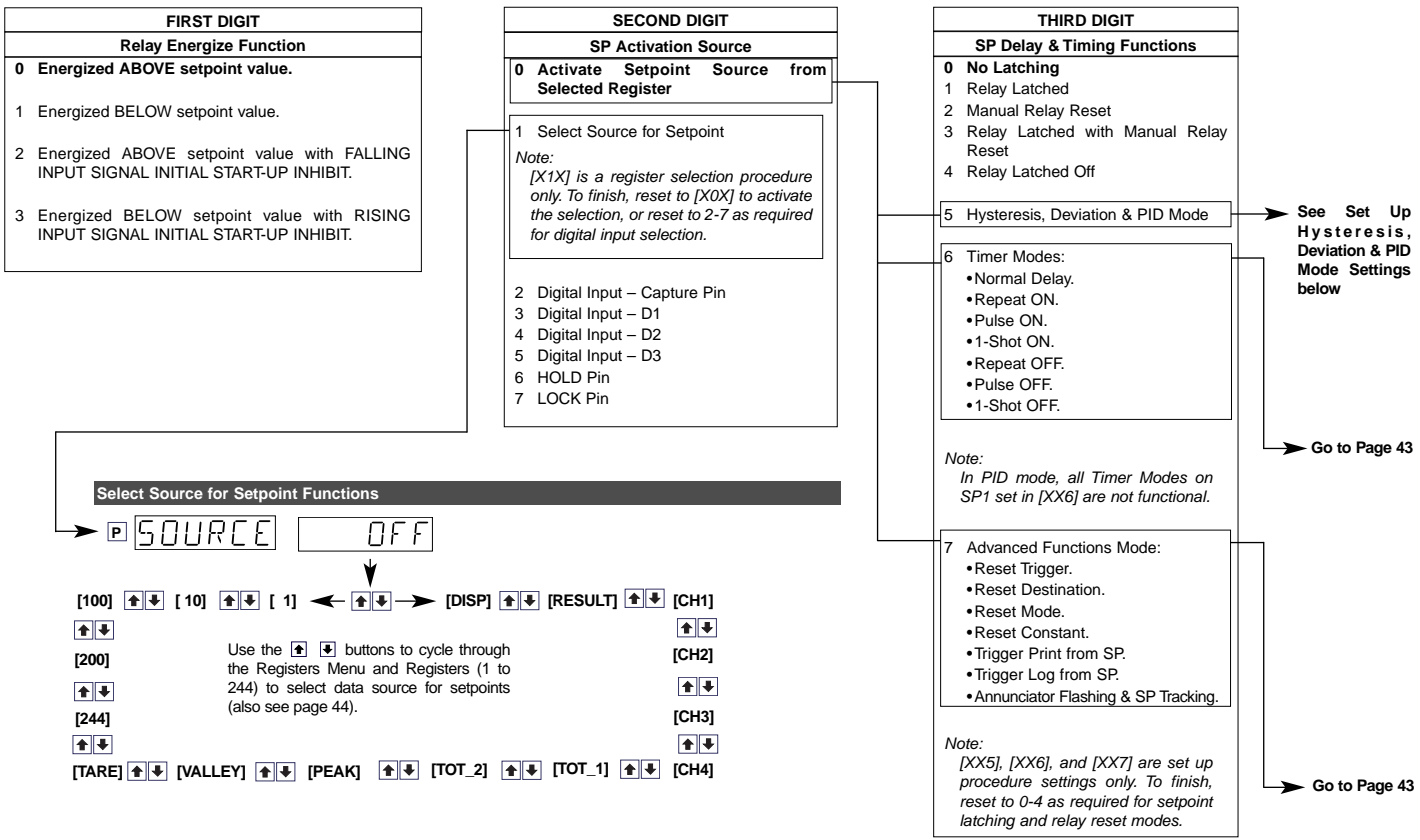 FIRST DIGIT
Relay Energize Function
0 Energized ABOVE setpoint value.
1 Energized BELOW setpoint value.
2 Energized ABOVE setpoint value with FALLING
INPUT SIGNAL INITIAL START-UP INHIBIT.
3 Energized BELOW setpoint value with RISING
INPUT SIGNAL INITIAL START-UP INHIBIT.
SECOND DIGIT
SP Activation Source
0 Activate Setpoint Source from
Selected Register
1 Select Source for Setpoint
Note:
[X1X] is a register selection procedure
only. To finish, reset to [X0X] to activate
the selection, or reset to 2-7 as required
for digital input selection.
2 Digital Input – Capture Pin
3 Digital Input – D1
4 Digital Input – D2
5 Digital Input – D3
6 HOLD Pin
7 LOCK Pin
THIRD DIGIT
SP Delay & Timing Functions
0 No Latching
1 Relay Latched
2 Manual Relay Reset
3 Relay Latched with Manual Relay
Reset
4 Relay Latched Off
5 Hysteresis, Deviation & PID Mode
See Set Up
Hysteresis,
Deviation & PID
Mode Settings
below
6 Timer Modes:
•Normal Delay.
•Repeat ON.
•Pulse ON.
•1-Shot ON.
•Repeat OFF.
•Pulse OFF.
•1-Shot OFF.
Go to Page 43
Note:
In PID mode, all Timer Modes on
SP1 set in [XX6] are not functional.
7 Advanced Functions Mode:
•Reset Trigger.
•Reset Destination.
•Reset Mode.
•Reset Constant.
•Trigger Print from SP.
•Trigger Log from SP.
•Annunciator Flashing & SP Tracking.
Go to Page 43
Note:
[XX5], [XX6], and [XX7] are set up
procedure settings only. To finish,
reset to 0-4 as required for setpoint
latching and relay reset modes.
Select Source for Setpoint Functions
P SOURCE OFF
[100] [ 10] [ 1] [DISP] [RESULT] [CH1]
[200] [CH2]
[244] [CH3]
Use the buttons to cycle through
the Registers Menu and Registers (1 to
244) to select data source for setpoints
(also see page 44).
[TARE] [VALLEY] [PEAK] [TOT_2] [TOT_1] [CH4]